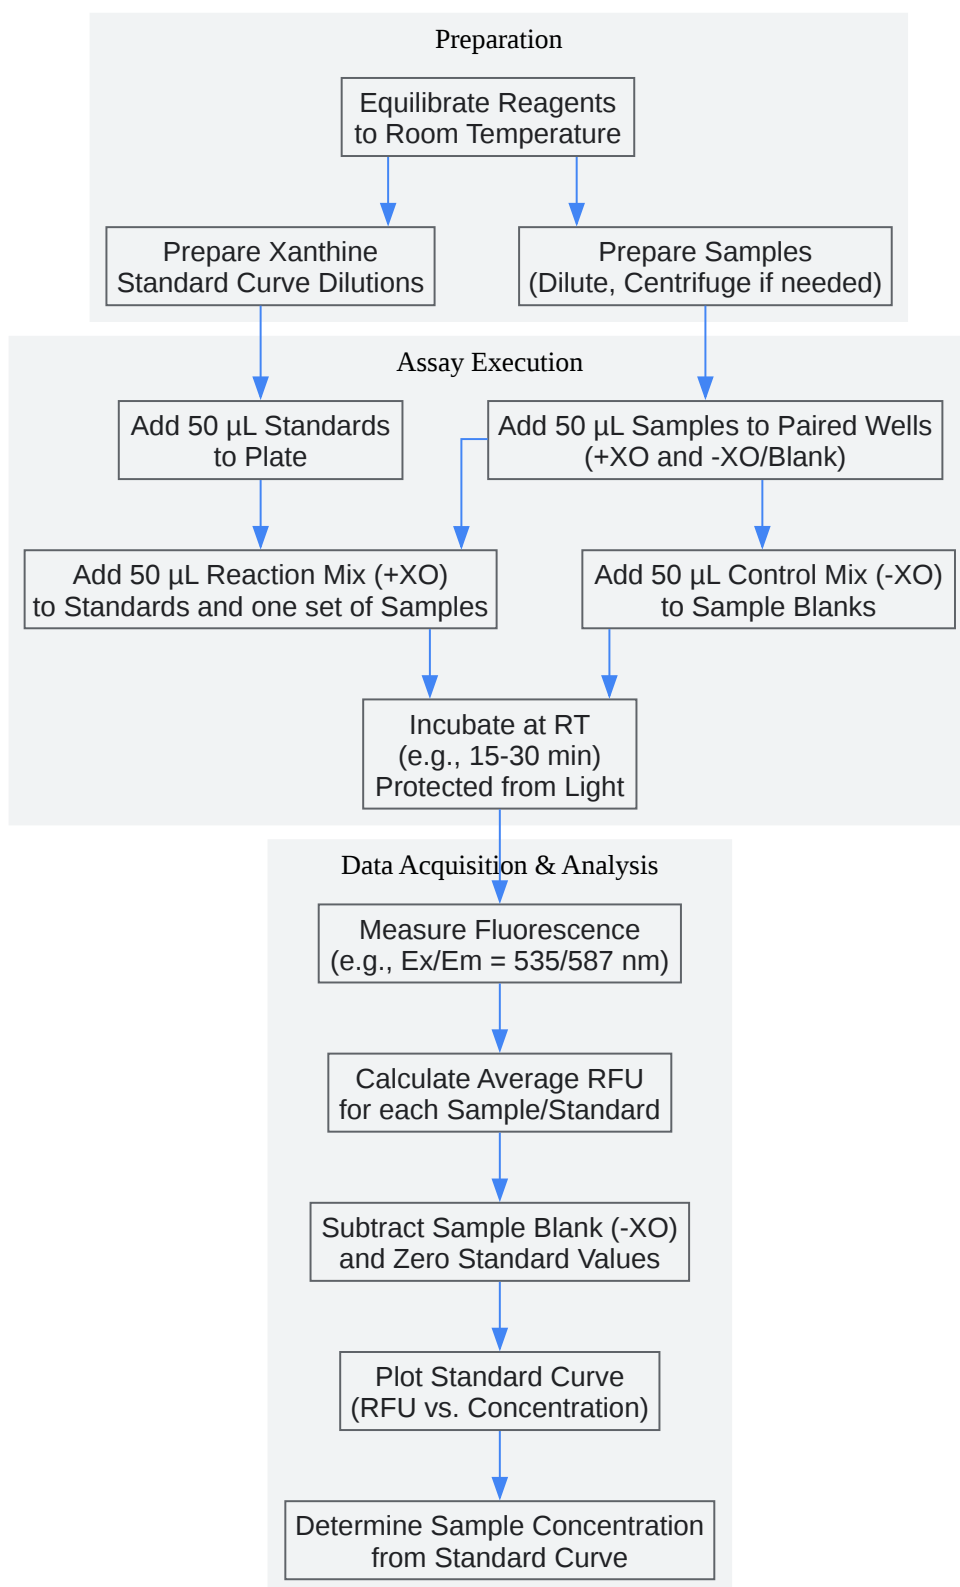 Preparation
Equilibrate Reagents
to Room Temperature
Prepare Xanthine
Standard Curve Dilutions
Prepare Samples
(Dilute, Centrifuge if needed)
Assay Execution
Add 50 µL Standards
to Plate
Add 50 µL Samples to Paired Wells
(+XO and -XO/Blank)
Add 50 µL Reaction Mix (+XO)
to Standards and one set of Samples
Add 50 µL Control Mix (-XO)
to Sample Blanks
Incubate at RT
(e.g., 15-30 min)
Protected from Light
Data Acquisition & Analysis
Measure Fluorescence
(e.g., Ex/Em = 535/587 nm)
Calculate Average RFU
for each Sample/Standard
Subtract Sample Blank (-XO)
and Zero Standard Values
Plot Standard Curve
(RFU vs. Concentration)
Determine Sample Concentration
from Standard Curve